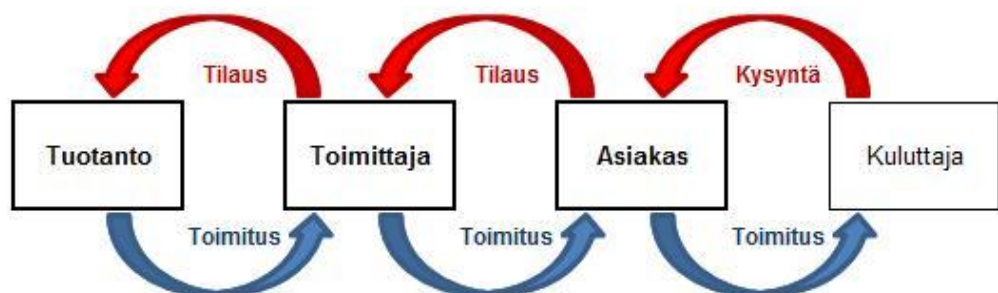 Tilaus
Tilaus
Kysyntä
Tuotanto
Toimittaja
Asiakas
Kuluttaja
Toimitus
Toimitus
Toimitus